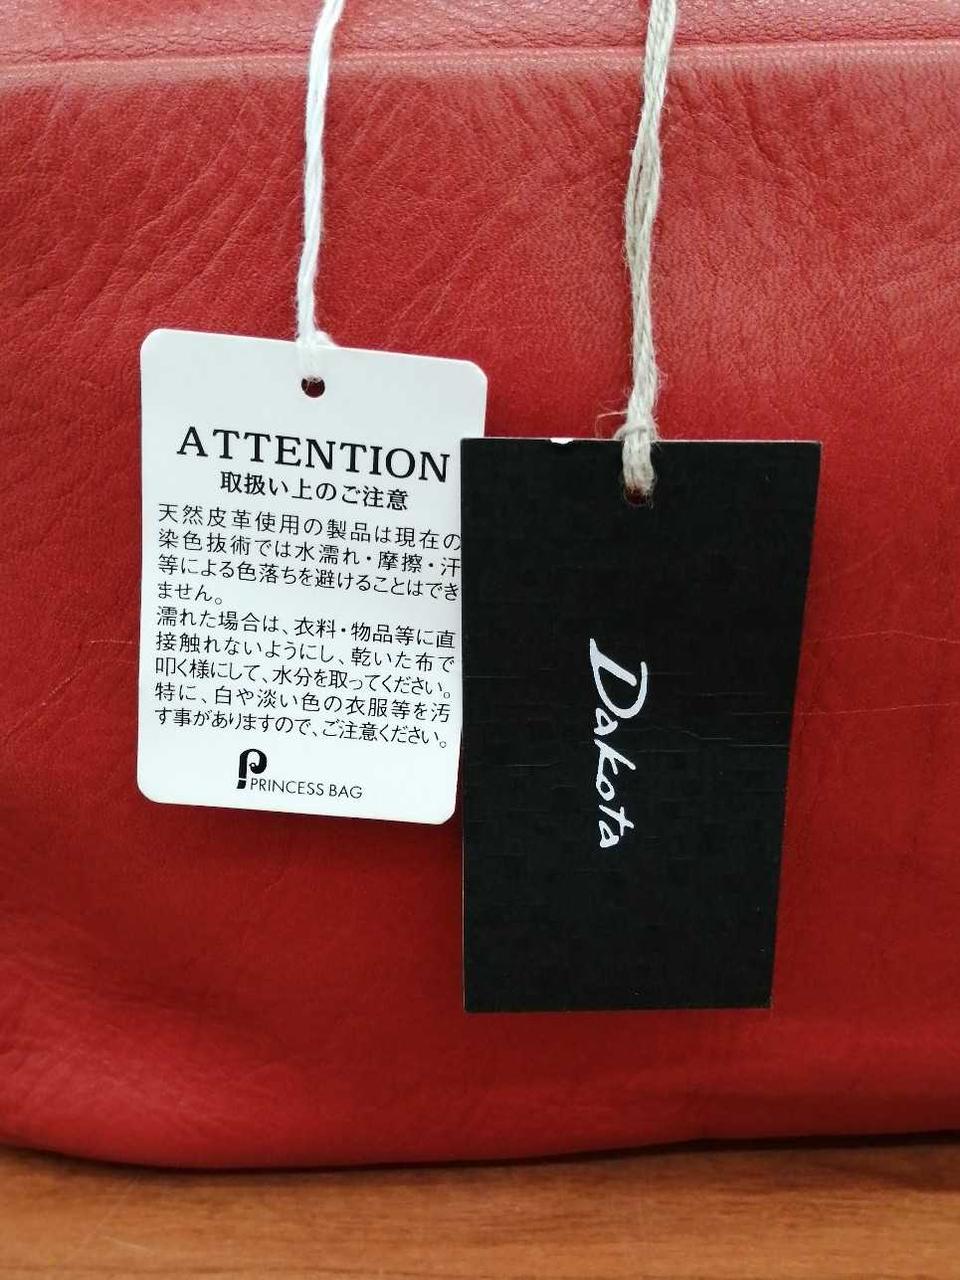 ATTENTION
取扱い上のご注意
天然皮革使用の製品は現在の
染色技術では水濡れ・摩擦・汗
等による色落ちを避けることはでき
ません。
濡れた場合は、衣料・物品等に直
接触れないようにし、乾いた布で
叩く様にして、水分を取ってください。
特に、白や淡い色の衣服等を汚
す事がありますので、ご注意ください。
PRINCESS BAG
Dakota